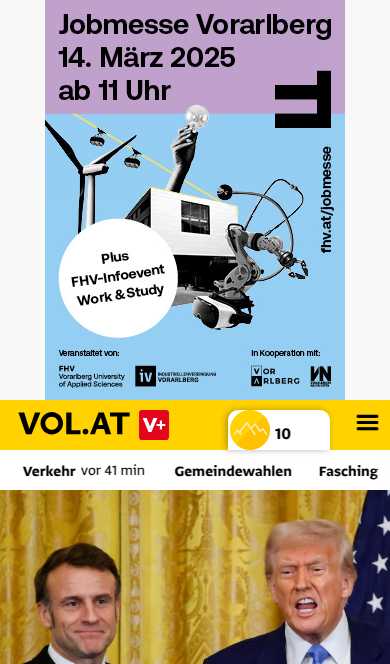 Jobmesse Vorarlberg
14. März 2025
ab 11 Uhr
fhv.at/jobmesse
Plus
FHV-Infoevent
Work & Study
Veranstaltet von:
FHV
Vorarlberg University
of Applied Sciences
iV INDUSTRIELLENVEREINIGUNG
VORARLBERG
In Kooperation mit:
VOR
ARLBERG
VOL.AT V+
10
Verkehr vor 41 min Gemeindewahlen Fasching